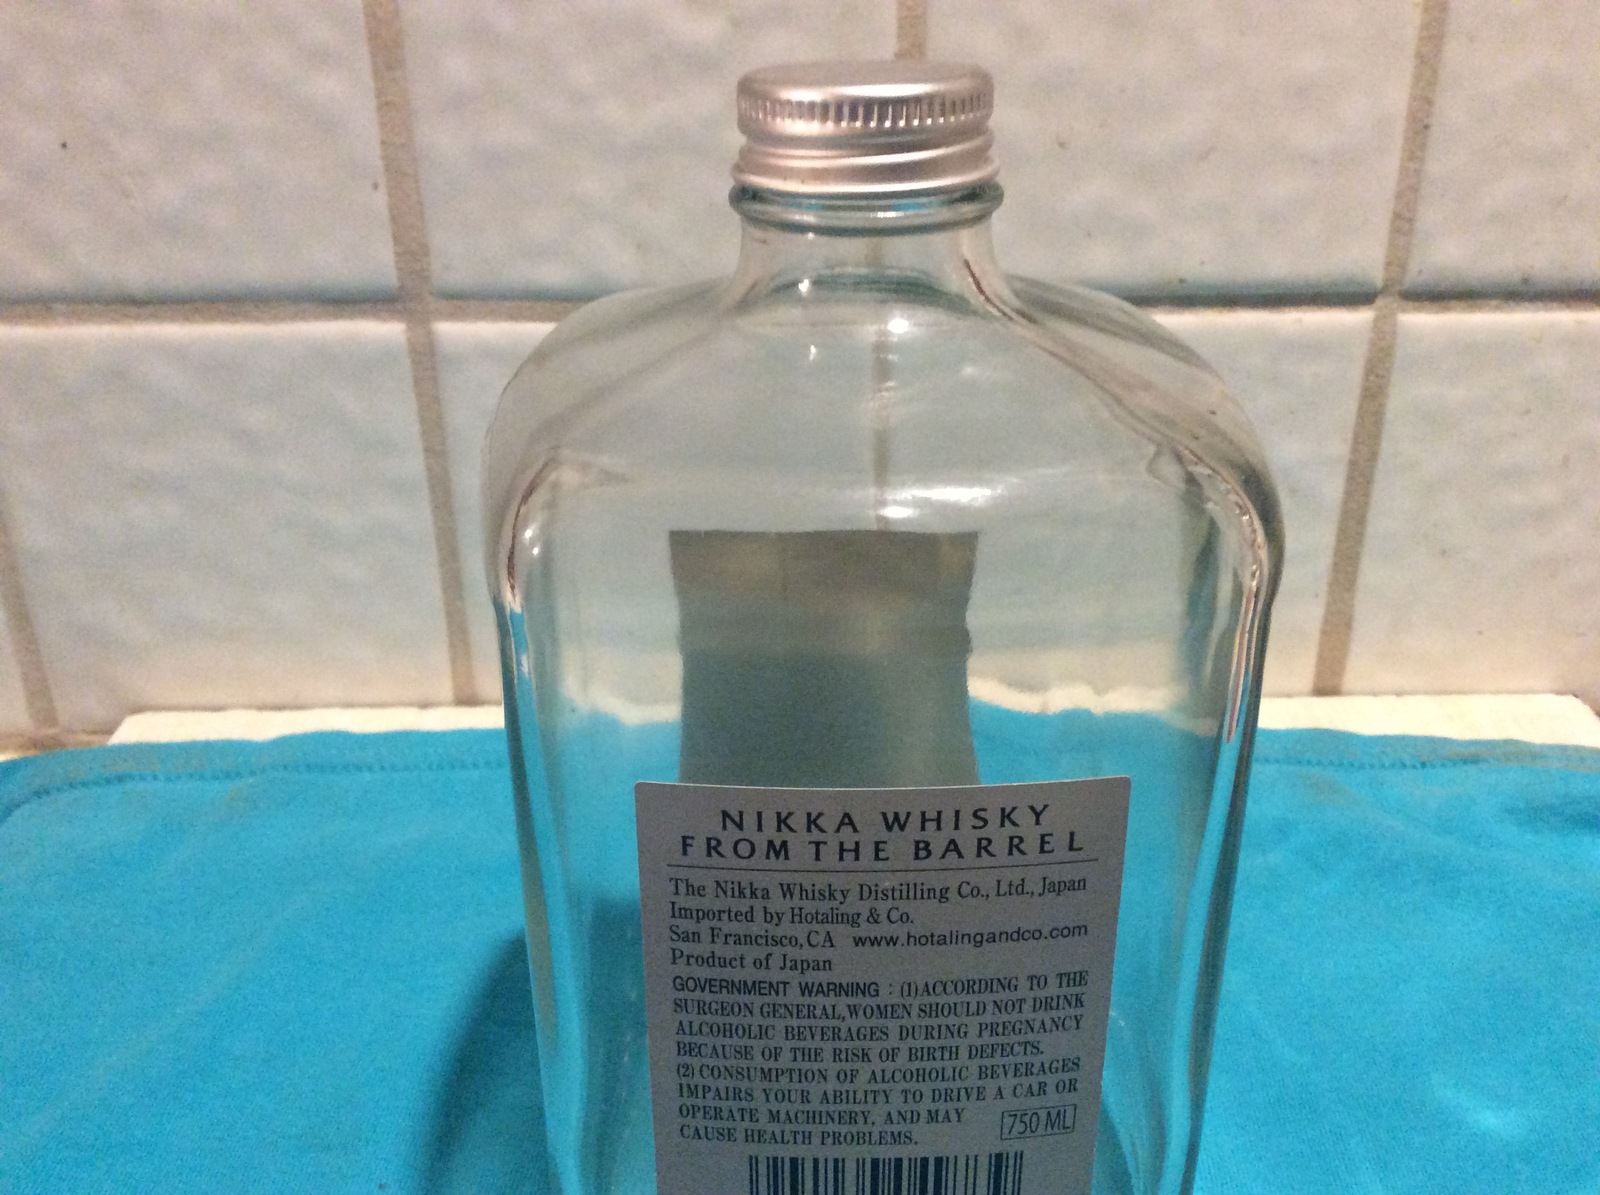 NIKKA WHISKY
FROM THE BARREL
The Nikka Whisky Distilling Co., Ltd., Japan
Imported by Hotaling & Co.
San Francisco, CA www.hotalingandco.com
Product of Japan
GOVERNMENT WARNING : (1)ACCORDING TO THE
SURGEON GENERAL,WOMEN SHOULD NOT DRINK
ALCOHOLIC BEVERAGES DURING PREGNANCY
BECAUSE OF THE RISK OF BIRTH DEFECTS.
(2) CONSUMPTION OF ALCOHOLIC BEVERAGES
IMPAIRS YOUR ABILITY TO DRIVE A CAR OR
OPERATE MACHINERY, AND MAY
CAUSE HEALTH PROBLEMS.
750 ML